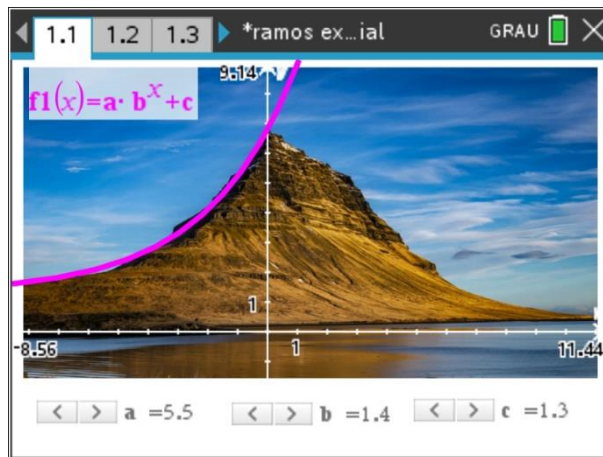 1.1 1.2 1.3 *ramos ex...ial GRAU
9.14
f1(x)=a· b^x+c
1
-8.56 1 11.44
a =5.5 b =1.4 c =1.3